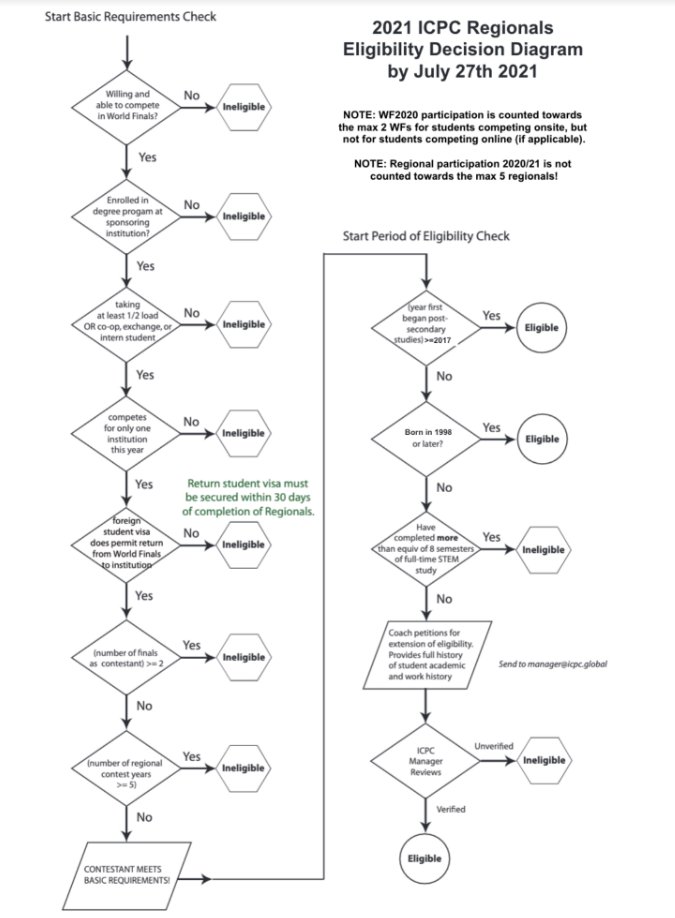 Start Basic Requirements Check
2021 ICPC Regionals
Eligibility Decision Diagram
by July 27th 2021
NOTE: WF2020 participation is counted towards
the max 2 WFs for students competing onsite, but
not for students competing online (if applicable).
NOTE: Regional participation 2020/21 is not
counted towards the max 5 regionals!
Willing and
able to compete
in World Finals?
No
Ineligible
Yes
Enrolled in
degree progam at
sponsoring
institution?
No
Ineligible
Yes
taking
at least 1/2 load
OR co-op, exchange, or
intern student
No
Ineligible
Yes
competes
for only one
institution
this year
No
Ineligible
Yes
Return student visa must
be secured within 30 days
of completion of Regionals.
foreign
student visa
does permit return
from World Finals
to institution
No
Ineligible
Yes
(number of finals
as contestant) >= 2
Yes
Ineligible
No
(number of regional
contest years
>= 5)
Yes
Ineligible
No
CONTESTANT MEETS
BASIC REQUIREMENTS!
Start Period of Eligibility Check
(year first
began post-
secondary
studies) >=2017
Yes
Eligible
No
Born in 1998
or later?
Yes
Eligible
No
Have
completed more
than equiv of 8 semesters
of full-time STEM
study
Yes
Ineligible
No
Coach petitions for
extension of eligibility.
Provides full history
of student academic
and work history
Send to manager@icpc.global
ICPC
Manager
Reviews
Unverified
Ineligible
Verified
Eligible